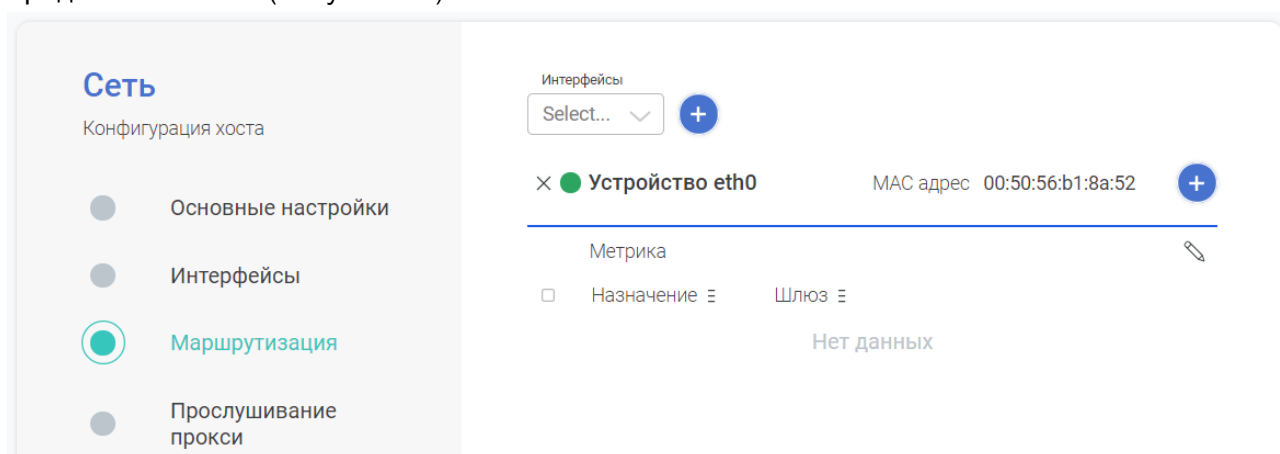 Сеть
Конфигурация хоста
Основные настройки
Интерфейсы
Маршрутизация
Прослушивание
прокси
Интерфейсы
Select...
Устройство eth0 MAC адрес 00:50:56:b1:8a:52
Метрика
Назначение Шлюз
Нет данных